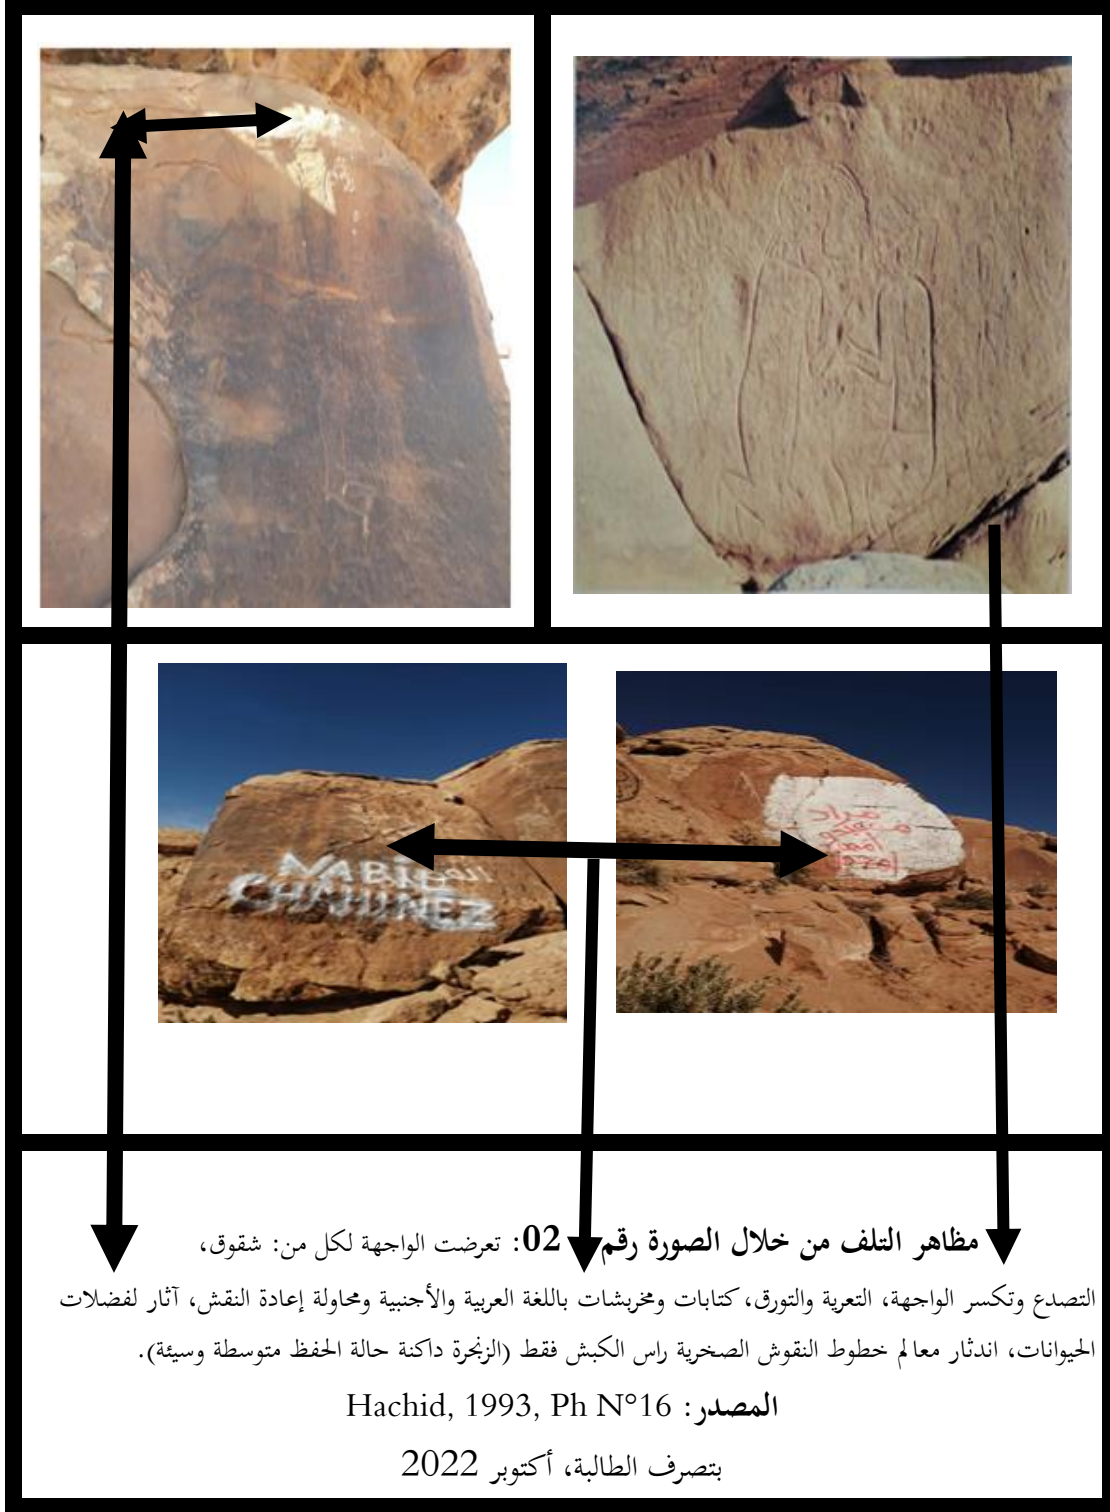 NABIL
CHAHINEZ
مراد
مظاهر التلف من خلال الصورة رقم 02: تعرضت الواجهة لكل من: شقوق،
التصدع وتكسر الواجهة، التعرية والتورق، كتابات ومخربشات باللغة العربية والأجنبية ومحاولة إعادة النقش، آثار لفضلات
الحيوانات، اندثار معالم خطوط النقوش الصخرية راس الكبش فقط (الزنجرة داكنة حالة الحفظ متوسطة وسيئة).
المصدر: Hachid, 1993, Ph N°16
بتصرف الطالبة، أكتوبر 2022